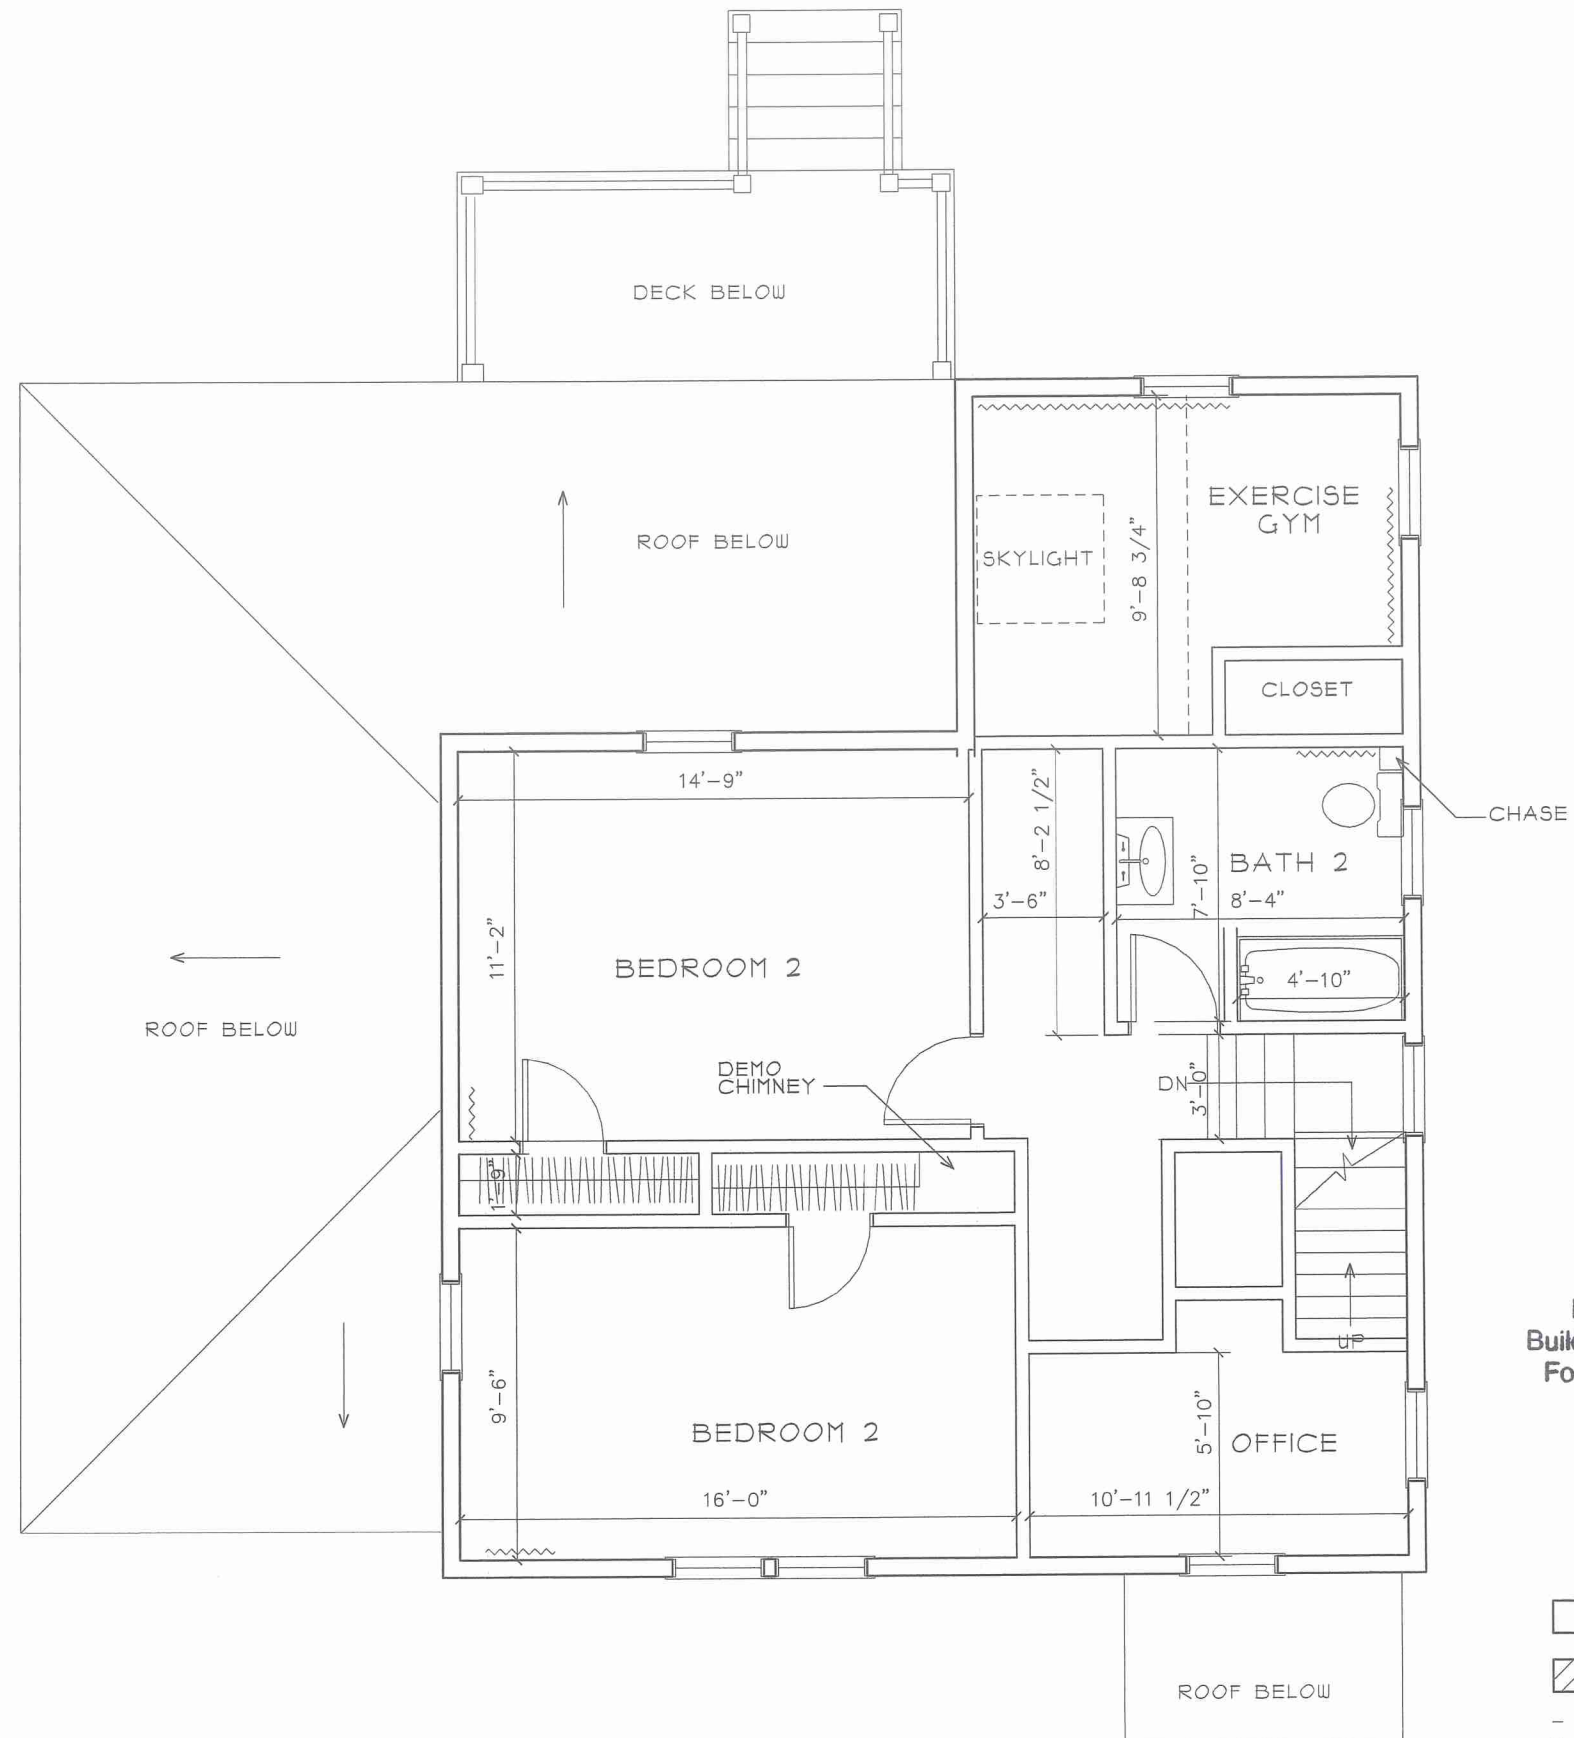 DECK BELOW
ROOF BELOW
SKYLIGHT
9'-8 3/4"
EXERCISE
GYM
CLOSET
14'-9"
8'-2 1/2"
3'-6"
11'-2"
BEDROOM 2
7'-10"
BATH 2
8'-4"
CHASE
4'-10"
ROOF BELOW
DEMO
CHIMNEY
DN
3'-0"
1'-9"
UP
9'-6"
BEDROOM 2
16'-0"
5'-10"
OFFICE
10'-11 1/2"
ROOF BELOW